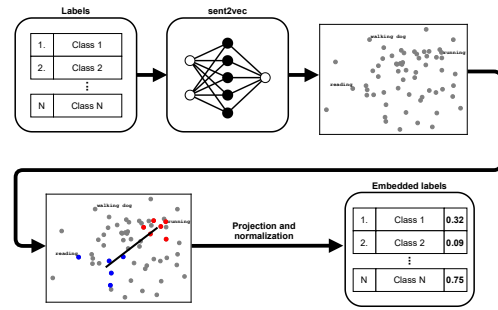 Labels
1. Class 1
2. Class 2
⋮
N Class N
sent2vec
walking dog
running
reading
walking dog
running
reading
Projection and
normalization
Embedded labels
1. Class 1 0.32
2. Class 2 0.09
⋮
N Class N 0.75